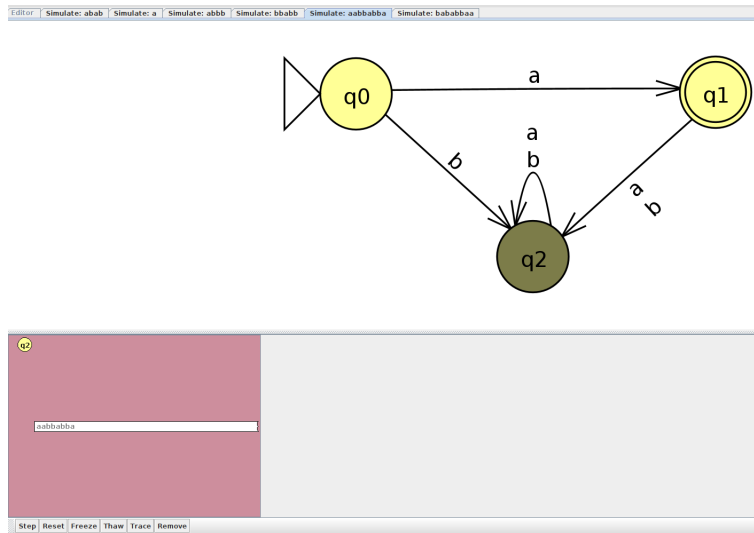 Editor Simulate: abab Simulate: a Simulate: abbb Simulate: bbabb Simulate: aabbabba Simulate: bababbaa
a
q0
q1
a
b
b
a
b
q2
q2
aabbabba
Step Reset Freeze Thaw Trace Remove